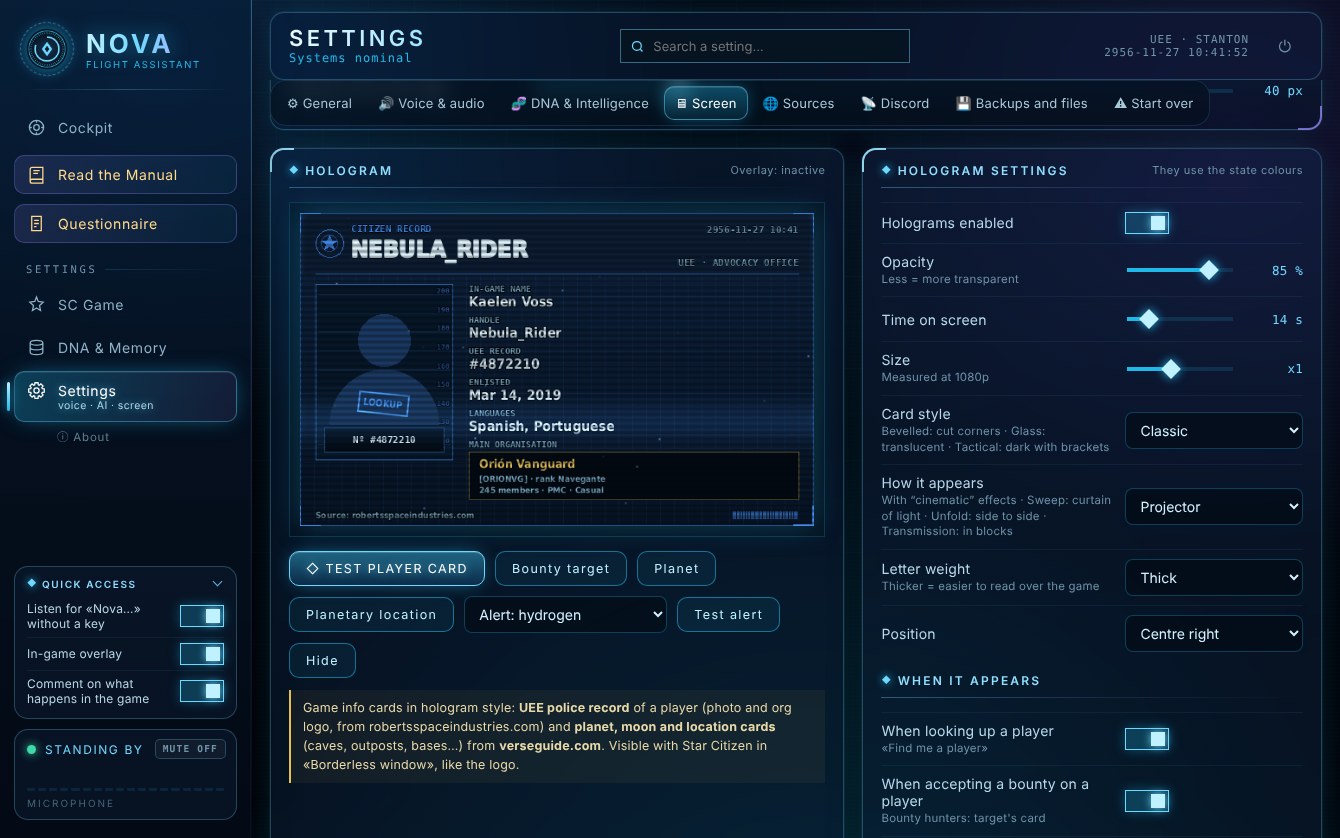 NOVA
FLIGHT ASSISTANT
Cockpit
Read the Manual
Questionnaire
SETTINGS
SC Game
DNA & Memory
Settings
voice · AI · screen
About
QUICK ACCESS
Listen for «Nova...»
without a key
In-game overlay
Comment on what
happens in the game
STANDING BY
MUTE OFF
MICROPHONE
SETTINGS
Systems nominal
Search a setting...
UEE · STANTON
2956-11-27 10:41:52
General
Voice & audio
DNA & Intelligence
Screen
Sources
Discord
Backups and files
Start over
40 px
HOLOGRAM
Overlay: inactive
CITIZEN RECORD
NEBULA_RIDER
2956-11-27 10:41
UEE · ADVOCACY OFFICE
LOOKUP
Nº #4872210
IN-GAME NAME
Kaelen Voss
HANDLE
Nebula_Rider
UEE RECORD
#4872210
ENLISTED
Mar 14, 2019
LANGUAGES
Spanish, Portuguese
MAIN ORGANISATION
Orión Vanguard
[ORIONVG] · rank Navegante
245 members · PMC · Casual
Source: robertsspaceindustries.com
TEST PLAYER CARD
Bounty target
Planet
Planetary location
Alert: hydrogen
Test alert
Hide
Game info cards in hologram style: UEE police record of a player (photo and org
logo, from robertsspaceindustries.com) and planet, moon and location cards
(caves, outposts, bases...) from verseguide.com. Visible with Star Citizen in
«Borderless window», like the logo.
HOLOGRAM SETTINGS
They use the state colours
Holograms enabled
Opacity
Less = more transparent
85 %
Time on screen
14 s
Size
Measured at 1080p
x1
Card style
Bevelled: cut corners · Glass:
translucent · Tactical: dark with brackets
Classic
How it appears
With “cinematic” effects · Sweep: curtain
of light · Unfold: side to side ·
Transmission: in blocks
Projector
Letter weight
Thicker = easier to read over the game
Thick
Position
Centre right
WHEN IT APPEARS
When looking up a player
«Find me a player»
When accepting a bounty on a
player
Bounty hunters: target's card